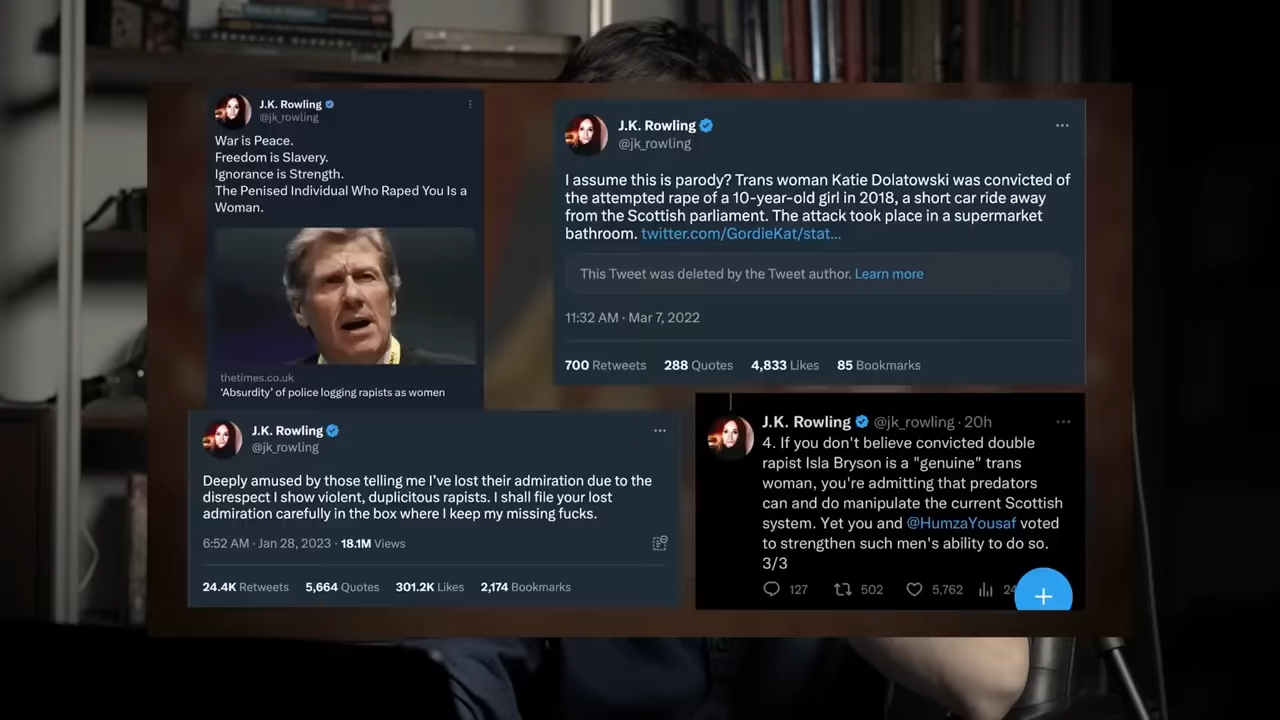 J.K. Rowling
@jk_rowling
War is Peace.
Freedom is Slavery.
Ignorance is Strength.
The Penised Individual Who Raped You Is a
Woman.
thetimes.co.uk
'Absurdity' of police logging rapists as women
J.K. Rowling
@jk_rowling
I assume this is parody? Trans woman Katie Dolatowski was convicted of
the attempted rape of a 10-year-old girl in 2018, a short car ride away
from the Scottish parliament. The attack took place in a supermarket
bathroom. twitter.com/GordieKat/stat...
This Tweet was deleted by the Tweet author. Learn more
11:32 AM · Mar 7, 2022
700 Retweets 288 Quotes 4,833 Likes 85 Bookmarks
J.K. Rowling
@jk_rowling
Deeply amused by those telling me I've lost their admiration due to the
disrespect I show violent, duplicitous rapists. I shall file your lost
admiration carefully in the box where I keep my missing fucks.
6:52 AM · Jan 28, 2023 · 18.1M Views
24.4K Retweets 5,664 Quotes 301.2K Likes 2,174 Bookmarks
J.K. Rowling @jk_rowling · 20h
4. If you don't believe convicted double
rapist Isla Bryson is a "genuine" trans
woman, you're admitting that predators
can and do manipulate the current Scottish
system. Yet you and @HumzaYousaf voted
to strengthen such men's ability to do so.
3/3
127 502 5,762